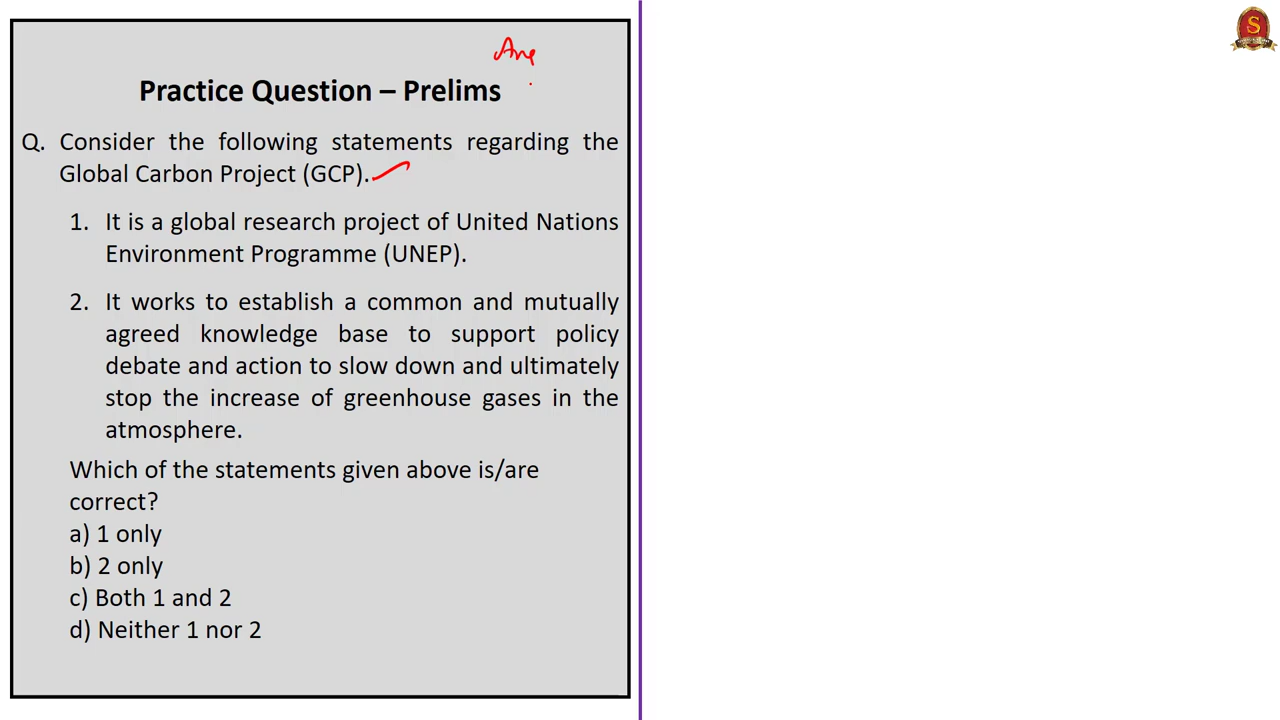 Ans
Practice Question – Prelims
Q. Consider the following statements regarding the
Global Carbon Project (GCP).
1. It is a global research project of United Nations
Environment Programme (UNEP).
2. It works to establish a common and mutually
agreed knowledge base to support policy
debate and action to slow down and ultimately
stop the increase of greenhouse gases in the
atmosphere.
Which of the statements given above is/are
correct?
a) 1 only
b) 2 only
c) Both 1 and 2
d) Neither 1 nor 2
S